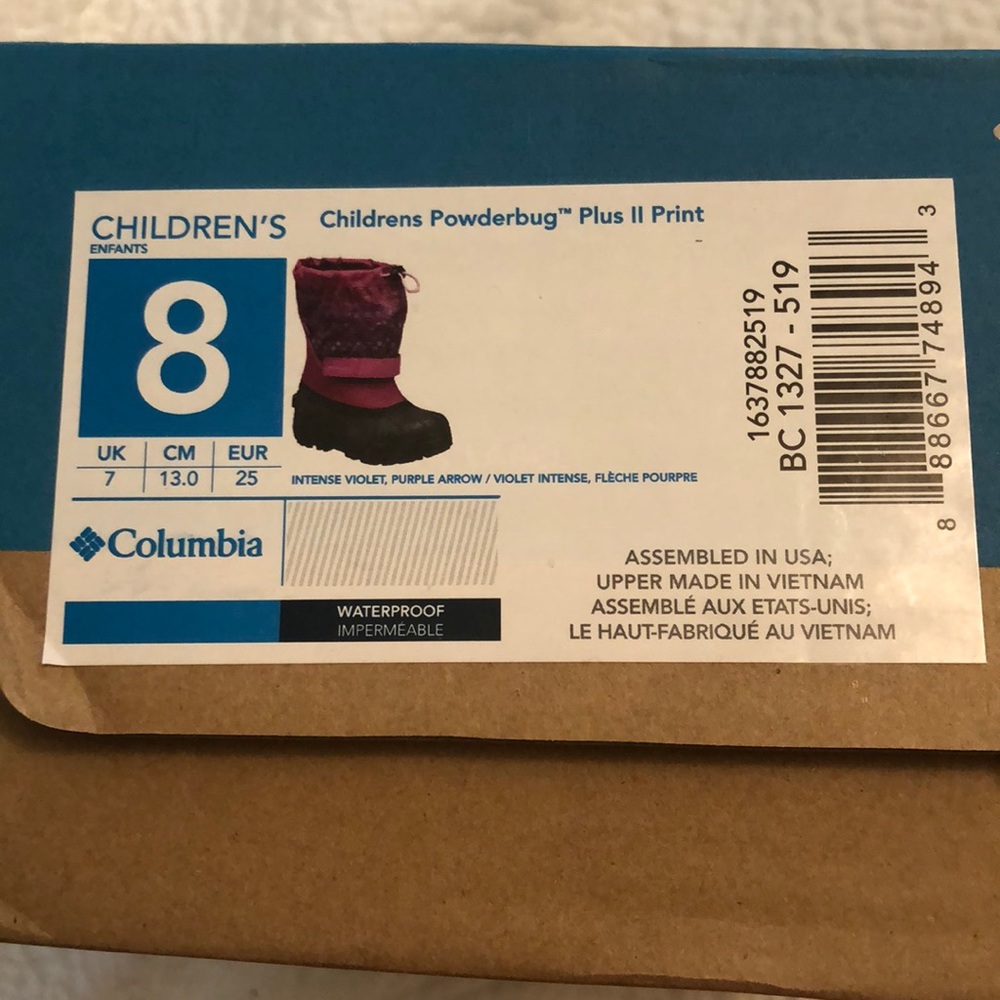 CHILDREN'S
ENFANTS
Childrens Powderbug™ Plus II Print
8
UK CM EUR
7 13.0 25
INTENSE VIOLET, PURPLE ARROW / VIOLET INTENSE, FLÈCHE POURPRE
Columbia
WATERPROOF
IMPERMÉABLE
1637882519
BC 1327 - 519
8 88667 74894 3
ASSEMBLED IN USA;
UPPER MADE IN VIETNAM
ASSEMBLÉ AUX ETATS-UNIS;
LE HAUT-FABRIQUÉ AU VIETNAM